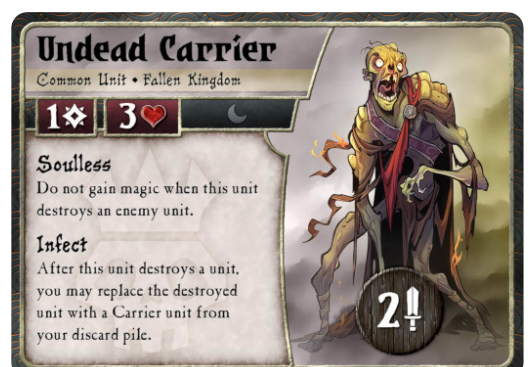 Undead Carrier
Common Unit • Fallen Kingdom
1 3
Soulless
Do not gain magic when this unit
destroys an enemy unit.
Infect
After this unit destroys a unit,
you may replace the destroyed
unit with a Carrier unit from
your discard pile.
2